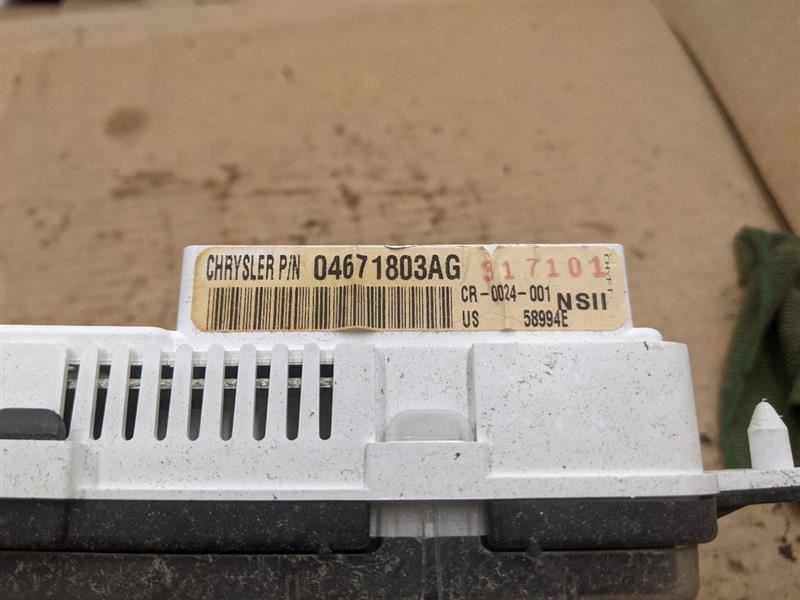 CHRYSLER P/N 04671803AG 317101
CR-0024-001 NSII
US 58994E